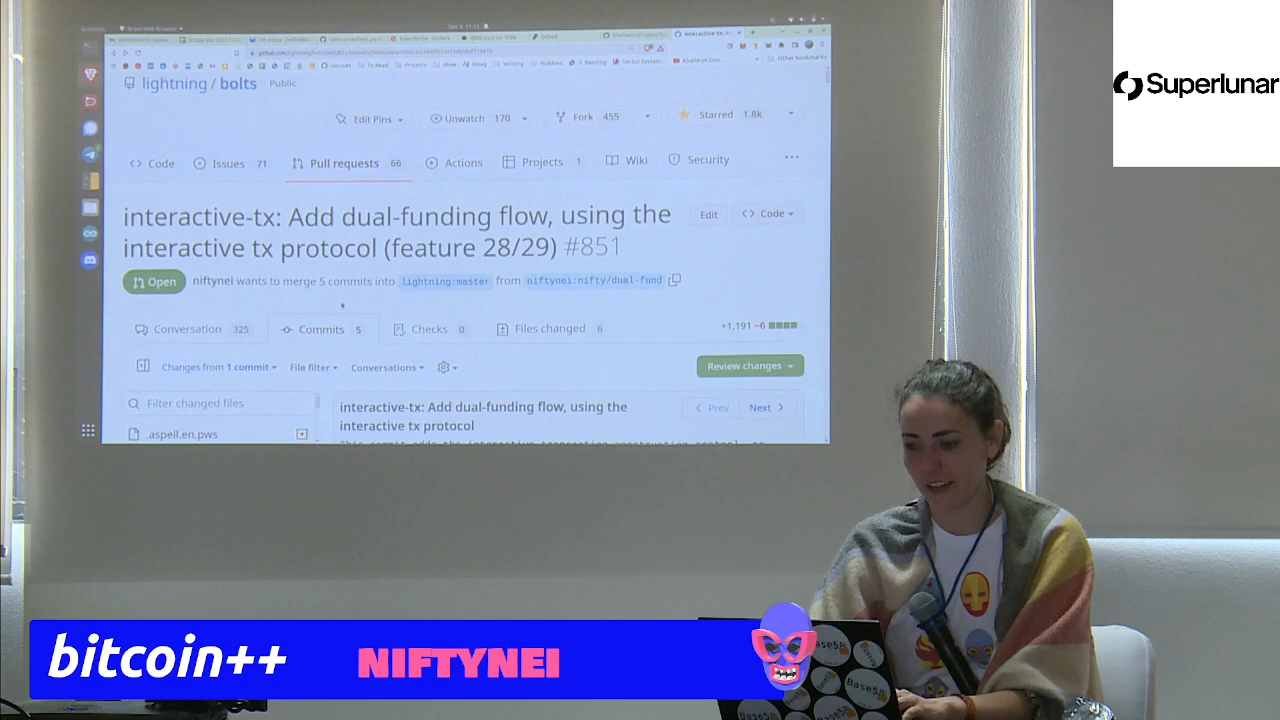 lightning / bolts Public
Edit Pins Unwatch 170 Fork 455 Starred 1.8k
Code Issues 71 Pull requests 66 Actions Projects 1 Wiki Security
interactive-tx: Add dual-funding flow, using the
interactive tx protocol (feature 28/29) #851
Edit Code
Open niftynei wants to merge 5 commits into lightning:master from niftynei:nifty/dual-fund
Conversation 325 Commits 5 Checks 0 Files changed 6 +1,191 −6
Changes from 1 commit File filter Conversations Review changes
Filter changed files
.aspell.en.pws
interactive-tx: Add dual-funding flow, using the
interactive tx protocol
Prev Next
Superlunar
bitcoin++ NIFTYNEI
Base58